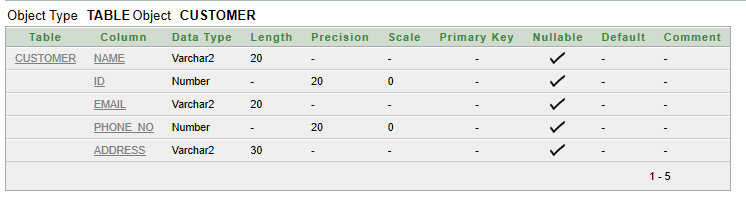 Object Type TABLE Object CUSTOMER
Table Column Data Type Length Precision Scale Primary Key Nullable Default Comment
CUSTOMER NAME Varchar2 20 - - - ✓ - -
ID Number - 20 0 - ✓ - -
EMAIL Varchar2 20 - - - ✓ - -
PHONE_NO Number - 20 0 - ✓ - -
ADDRESS Varchar2 30 - - - ✓ - -
1 - 5